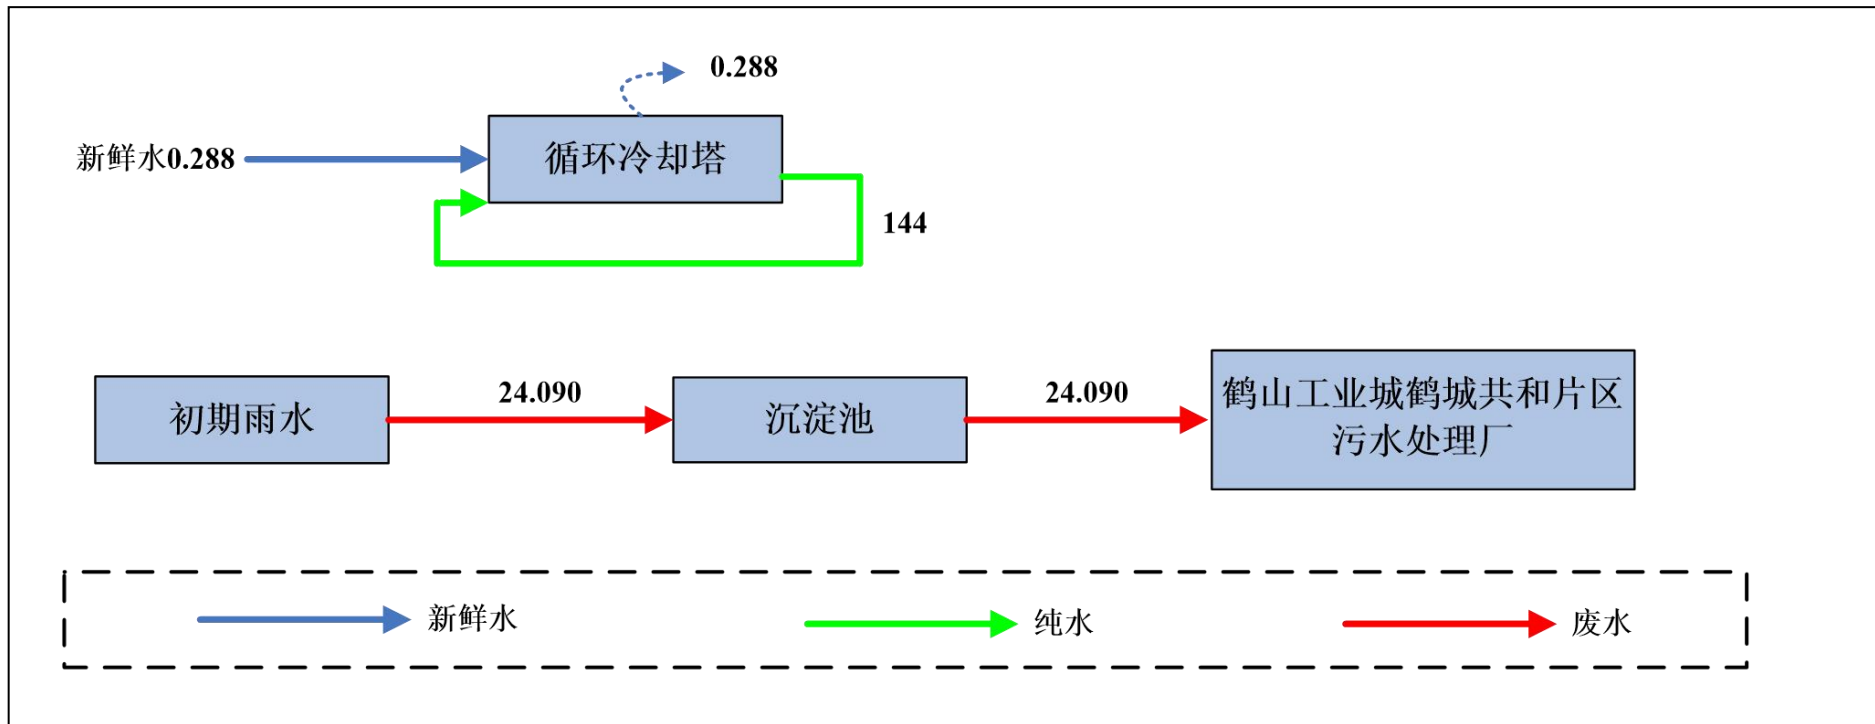 0.288
新鲜水0.288
循环冷却塔
144
初期雨水
24.090
沉淀池
24.090
鹤山工业城鹤城共和片区
污水处理厂
新鲜水
纯水
废水